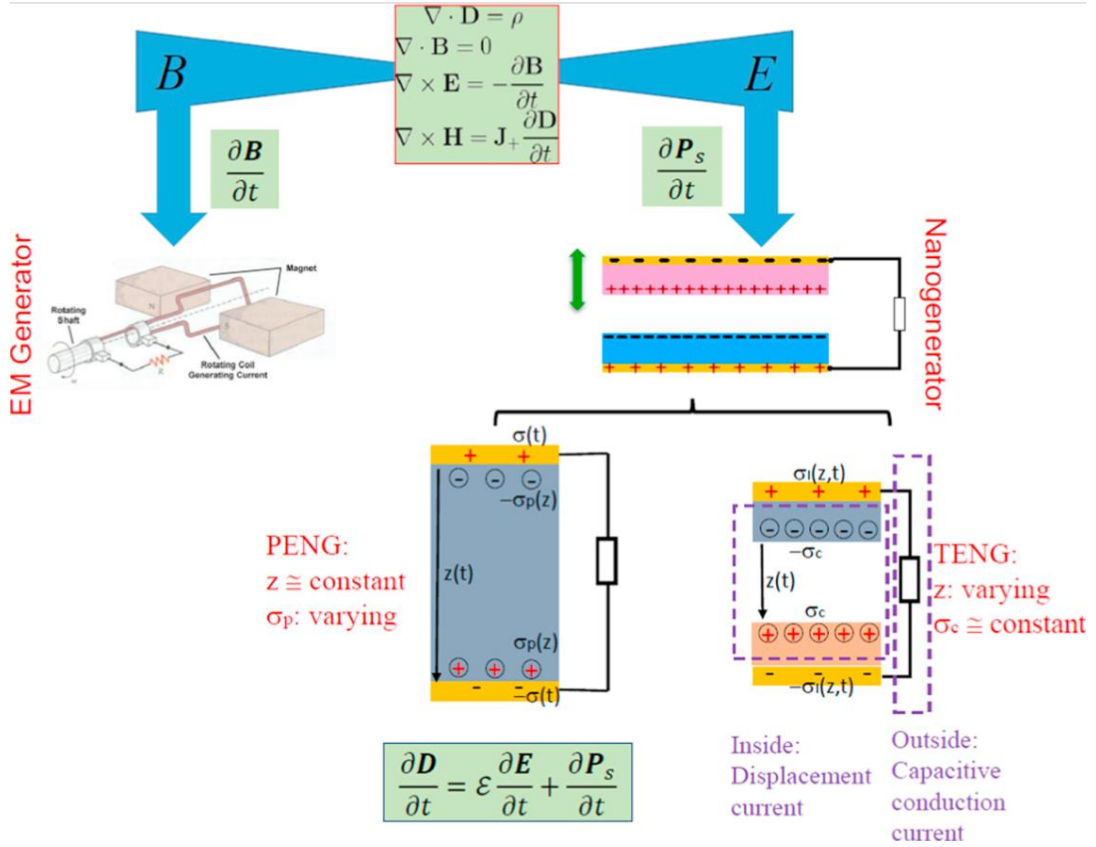 ∇ · D = ρ
∇ · B = 0
∇ × E = -∂B/∂t
∇ × H = J+ ∂D/∂t
B
E
∂B/∂t
∂Ps/∂t
EM Generator
Magnet
N
Rotating
Shaft
R
Rotating Coil
Generating Current
Nanogenerator
- - - - - - - - -
+ + + + + + + + + + + + + + +
+ + + + + + + + +
σ(t)
+ +
- - -
-σp(z)
PENG:
z ≅ constant
σp: varying
z(t)
σp(z)
+ + +
- -
-σ(t)
σI(z,t)
+ + +
- - - - -
-σc
z(t)
σc
+ + + + +
- - -
-σI(z,t)
TENG:
z: varying
σc ≅ constant
Inside:
Displacement
current
Outside:
Capacitive
conduction
current
∂D/∂t = ε ∂E/∂t + ∂Ps/∂t